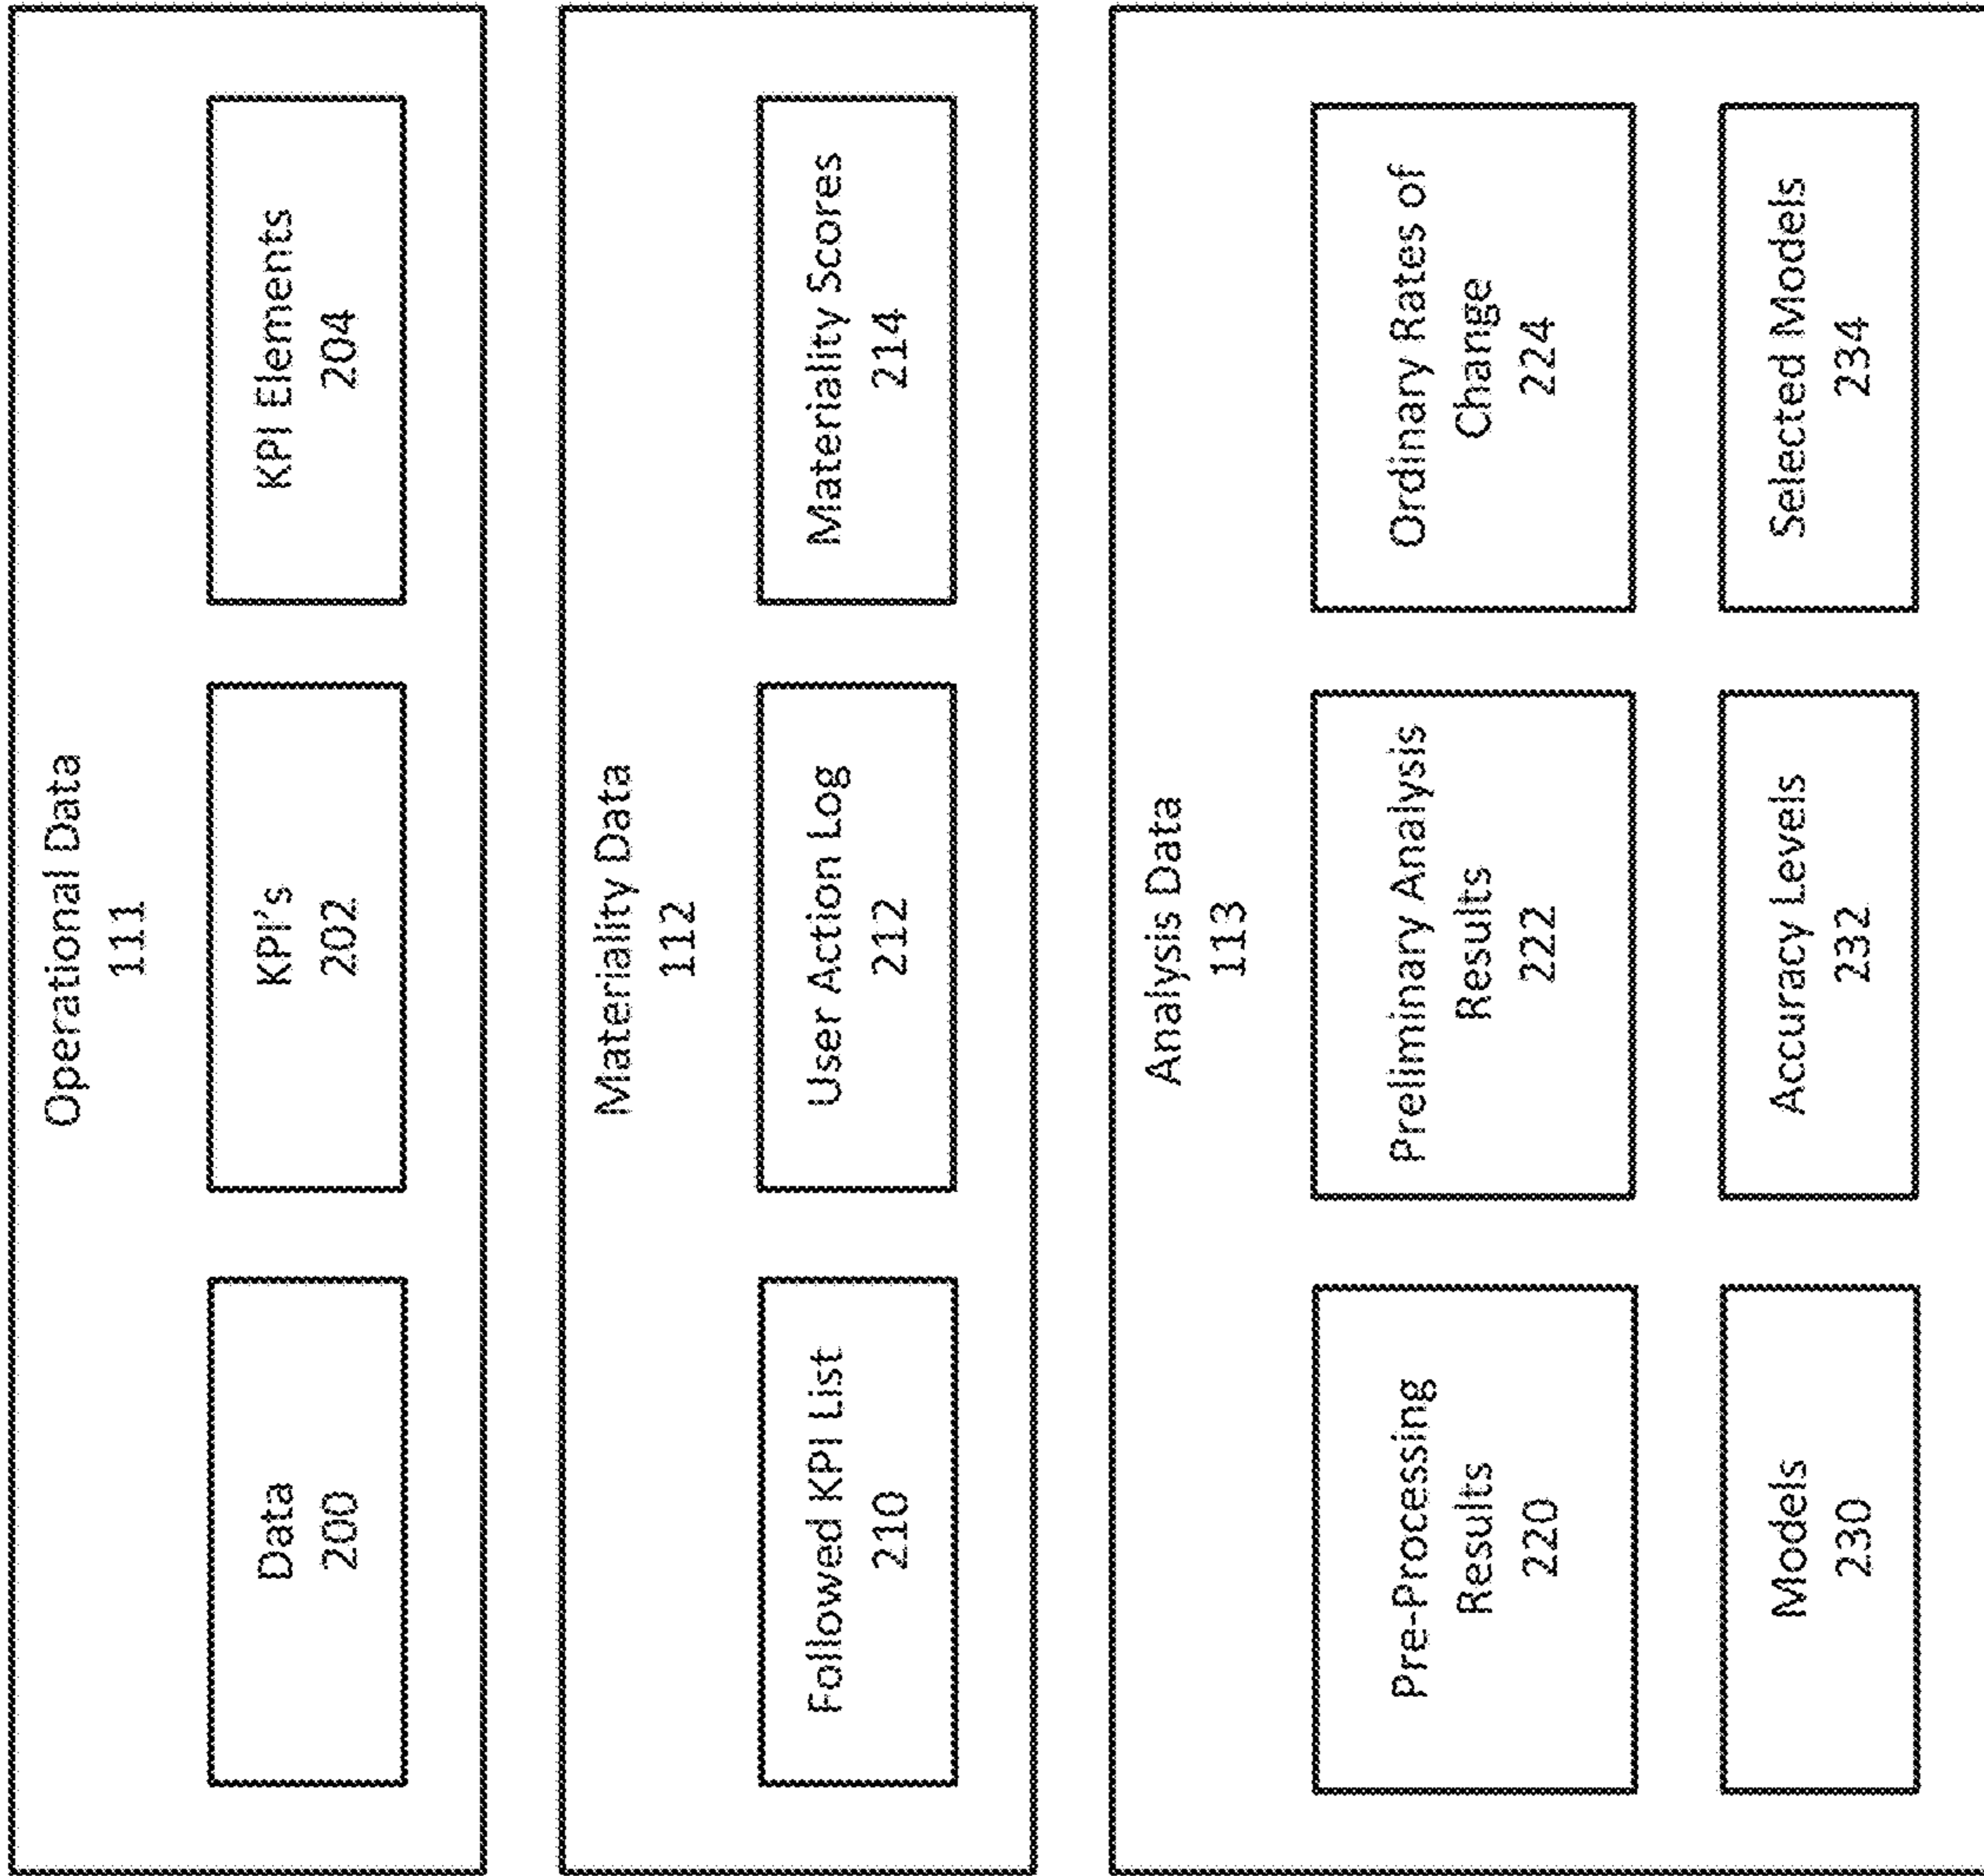 Operational Data
111
Data
200
KPI's
202
KPI Elements
204
Materiality Data
112
Followed KPI List
210
User Action Log
212
Materiality Scores
214
Analysis Data
113
Pre-Processing
Results
220
Preliminary Analysis
Results
222
Ordinary Rates of
Change
224
Models
230
Accuracy Levels
232
Selected Models
234